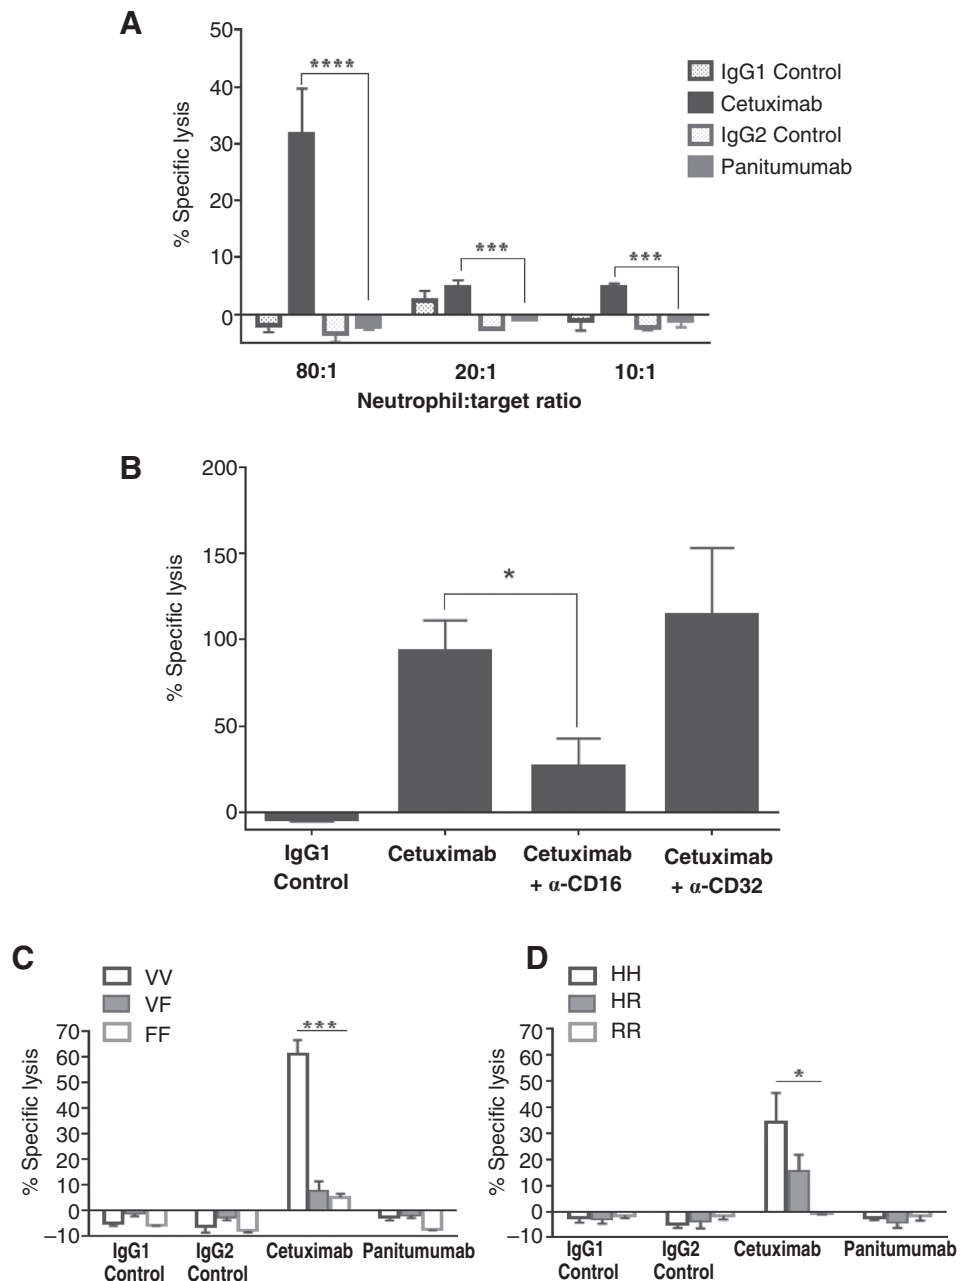 A
50
40
30
20
10
0
% Specific lysis
****
***
***
IgG1 Control
Cetuximab
IgG2 Control
Panitumumab
80:1
20:1
10:1
Neutrophil:target ratio
B
200
150
100
50
0
% Specific lysis
*
IgG1
Control
Cetuximab
Cetuximab
+ α-CD16
Cetuximab
+ α-CD32
C
VV
VF
FF
70
60
50
40
30
20
10
0
–10
% Specific lysis
***
IgG1
Control
IgG2
Control
Cetuximab
Panitumumab
D
HH
HR
RR
70
60
50
40
30
20
10
0
–10
% Specific lysis
*
IgG1
Control
IgG2
Control
Cetuximab
Panitumumab